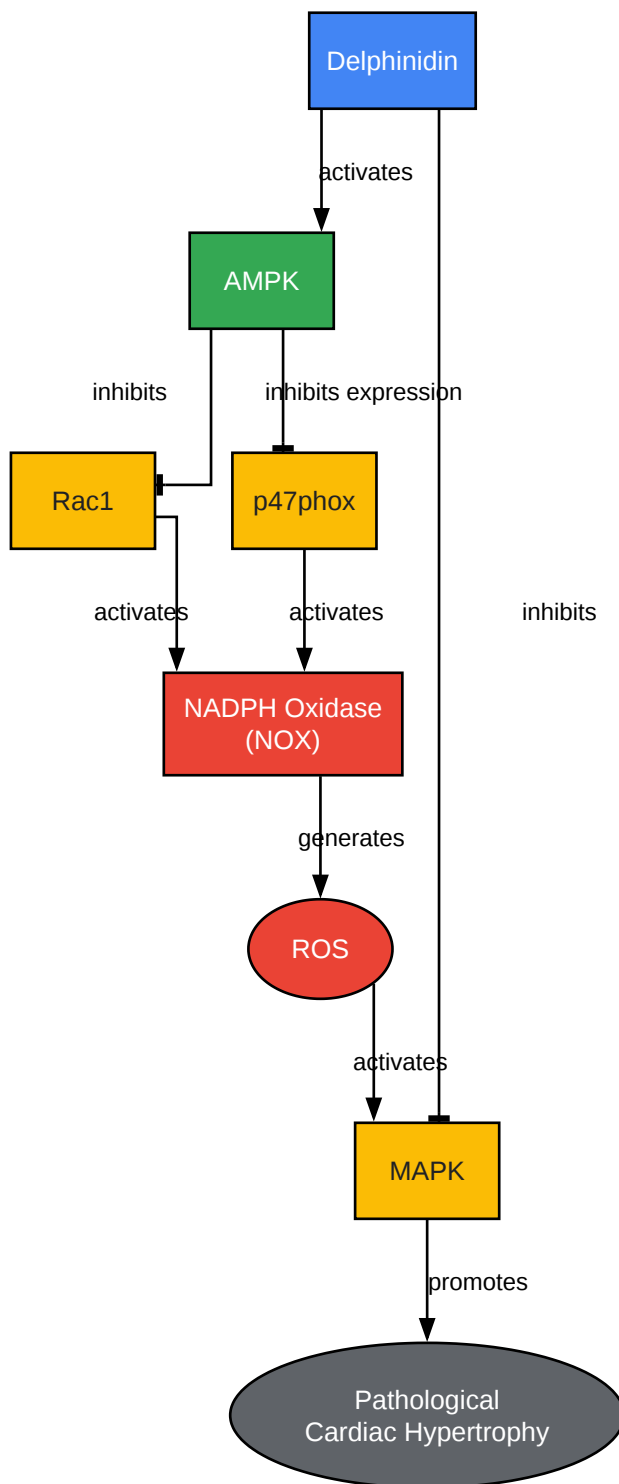 Delphinidin
activates
AMPK
inhibits
inhibits expression
Rac1
p47phox
activates
activates
inhibits
NADPH Oxidase
(NOX)
generates
ROS
activates
MAPK
promotes
Pathological
Cardiac Hypertrophy